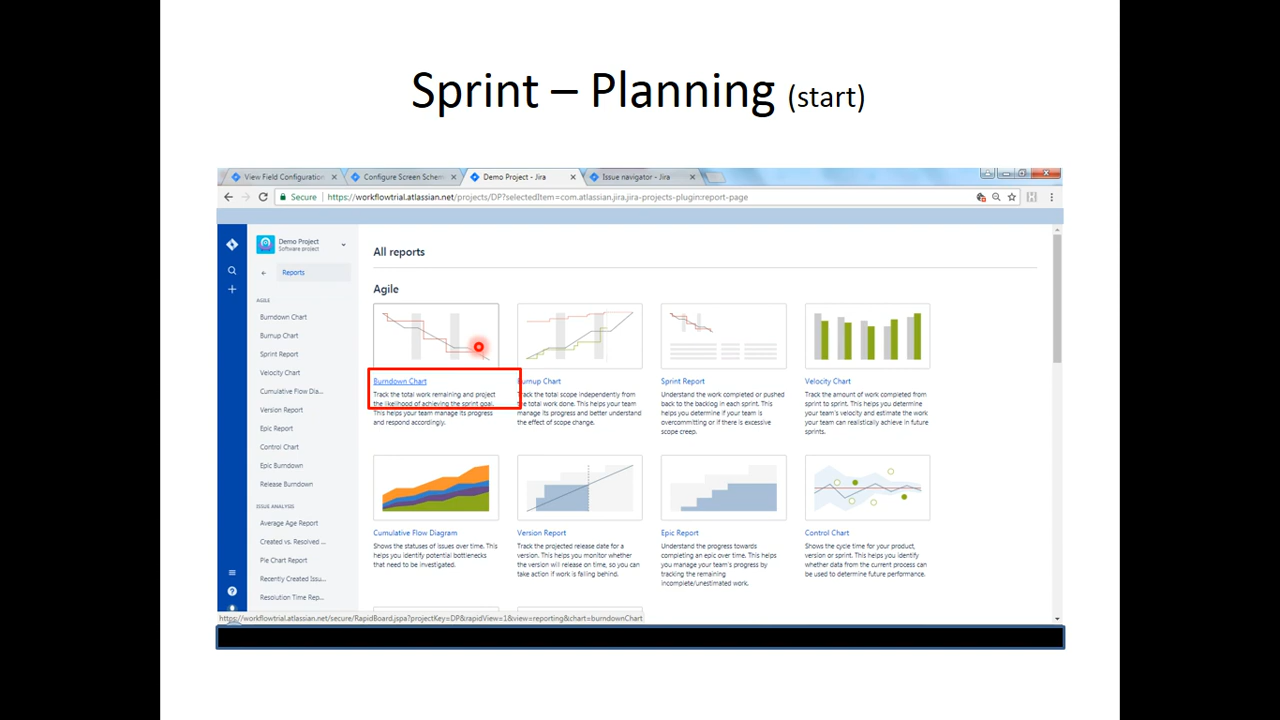 Sprint – Planning (start)
View Field Configuration
Configure Screen Schem
Demo Project - Jira
Issue navigator - Jira
Secure
https://workflowtrial.atlassian.net/projects/DP?selectedItem=com.atlassian.jira.jira-projects-plugin:report-page
Demo Project
Software project
Reports
AGILE
Burndown Chart
Burnup Chart
Sprint Report
Velocity Chart
Cumulative Flow Dia...
Version Report
Epic Report
Control Chart
Epic Burndown
Release Burndown
ISSUE ANALYSIS
Average Age Report
Created vs. Resolved ...
Pie Chart Report
Recently Created Issu...
Resolution Time Rep...
All reports
Agile
Burndown Chart
Track the total work remaining and project
the likelihood of achieving the sprint goal.
This helps your team manage its progress
and respond accordingly.
Burnup Chart
Track the total scope independently from
the total work done. This helps your team
manage its progress and better understand
the effect of scope change.
Sprint Report
Understand the work completed or pushed
back to the backlog in each sprint. This
helps you determine if your team is
overcommitting or if there is excessive
scope creep.
Velocity Chart
Track the amount of work completed from
sprint to sprint. This helps you determine
your team's velocity and estimate the work
your team can realistically achieve in future
sprints.
Cumulative Flow Diagram
Shows the statuses of issues over time. This
helps you identify potential bottlenecks
that need to be investigated.
Version Report
Track the projected release date for a
version. This helps you monitor whether
the version will release on time, so you can
take action if work is falling behind.
Epic Report
Understand the progress towards
completing an epic over time. This helps
you manage your team's progress by
tracking the remaining
incomplete/unestimated work.
Control Chart
Shows the cycle time for your product,
version or sprint. This helps you identify
whether data from the current process can
be used to determine future performance.
https://workflowtrial.atlassian.net/secure/RapidBoard.jspa?projectKey=DP&rapidView=1&view=reporting&chart=burndownChart